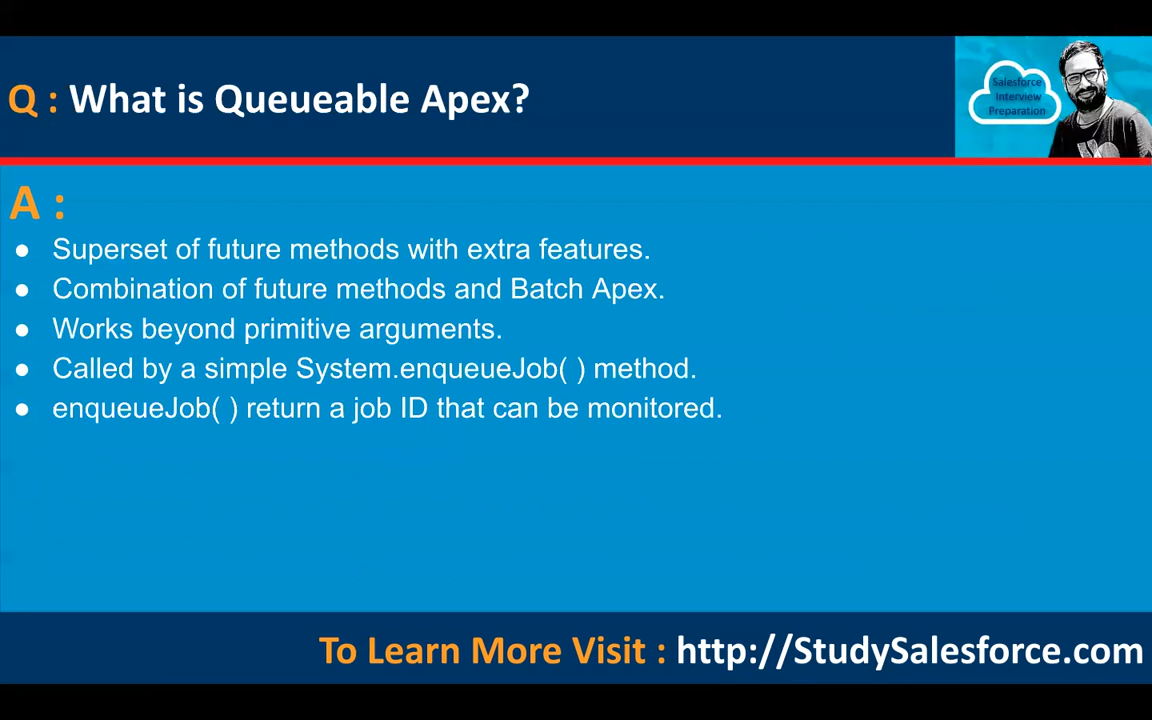 Q : What is Queueable Apex?
Salesforce
Interview
Preparation
A :
● Superset of future methods with extra features.
● Combination of future methods and Batch Apex.
● Works beyond primitive arguments.
● Called by a simple System.enqueueJob( ) method.
● enqueueJob( ) return a job ID that can be monitored.
To Learn More Visit : http://StudySalesforce.com